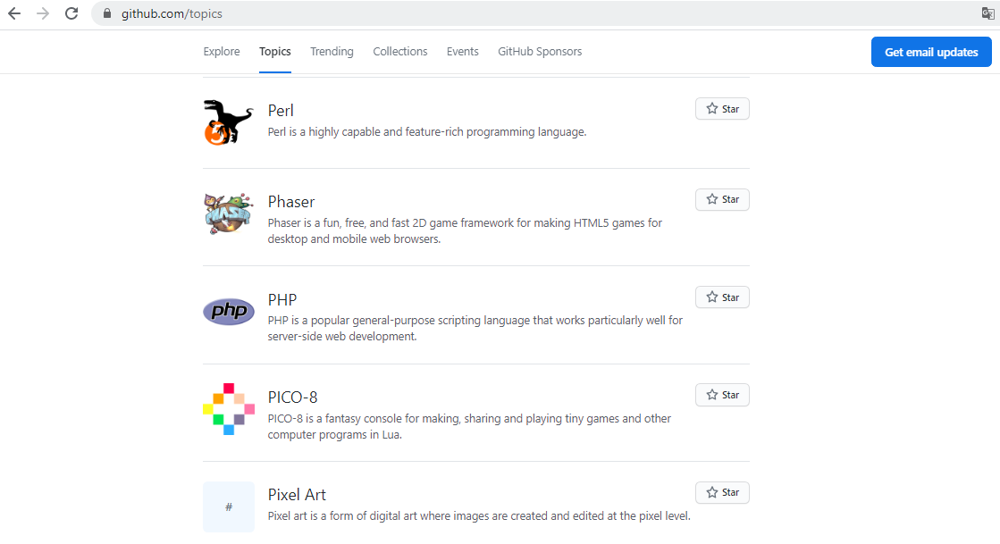 github.com/topics
Explore Topics Trending Collections Events GitHub Sponsors Get email updates
Perl
Star
Perl is a highly capable and feature-rich programming language.
Phaser
Star
Phaser is a fun, free, and fast 2D game framework for making HTML5 games for
desktop and mobile web browsers.
php
PHP
Star
PHP is a popular general-purpose scripting language that works particularly well for
server-side web development.
PICO-8
Star
PICO-8 is a fantasy console for making, sharing and playing tiny games and other
computer programs in Lua.
#
Pixel Art
Star
Pixel art is a form of digital art where images are created and edited at the pixel level.